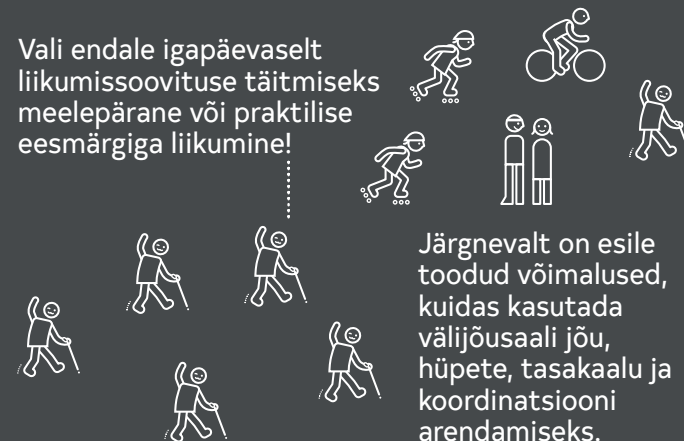 Vali endale igapäevaselt
liikumissoovituse täitmiseks
meelepärane või praktilise
eesmärgiga liikumine!
Järgnevalt on esile
toodud võimalused,
kuidas kasutada
välijõusaali jõu,
hüpete, tasakaalu ja
koordinatsiooni
arendamiseks.